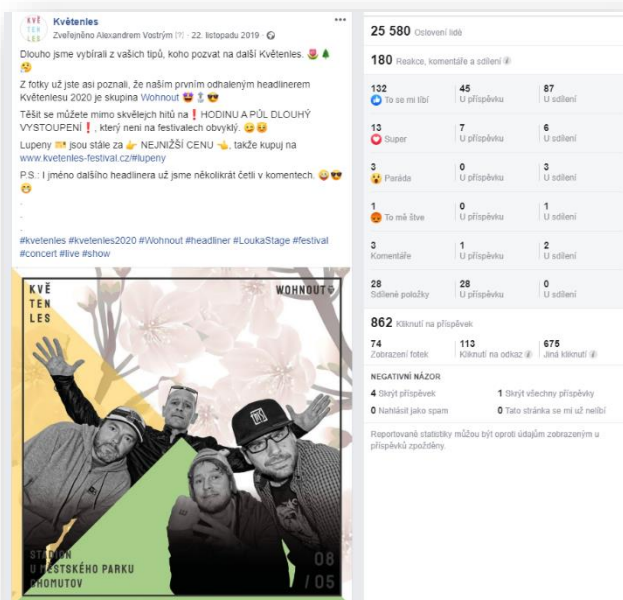 KVĚ
TEN
LES
Květenles
Zveřejněno Alexandrem Vostrým [?] · 22. listopadu 2019 ·
Dlouho jsme vybírali z vašich tipů, koho pozvat na další Květenles. 🌷🌲
🤔
Z fotky už jste asi poznali, že naším prvním odhaleným headlinerem
Květenlesu 2020 je skupina Wohnout 🤩🕺😎
Těšit se můžete mimo skvělejch hitů na ❗ HODINU A PŮL DLOUHÝ
VYSTOUPENÍ ❗, který není na festivalech obvyklý. 😉😀
Lupeny 🎫 jsou stále za 👉 NEJNIŽŠÍ CENU 👈, takže kupuj na
www.kvetenles-festival.cz/#lupeny
P.S.: I jméno dalšího headlinera už jsme několikrát četli v komentech. 😜😎
😁
.
.
.
#kvetenles #kvetenles2020 #Wohnout #headliner #LoukaStage #festival
#concert #live #show
KVĚ
TEN
LES
WOHNOUT
STADION
U MĚSTSKÉHO PARKU
CHOMUTOV
08
/ 05
25 580 Oslovení lidé
180 Reakce, komentáře a sdílení
132 45 87
To se mi líbí U příspěvku U sdílení
13 7 6
Super U příspěvku U sdílení
3 0 3
Paráda U příspěvku U sdílení
1 0 1
To mě štve U příspěvku U sdílení
3 1 2
Komentáře U příspěvku U sdílení
28 28 0
Sdílené položky U příspěvku U sdílení
862 Kliknutí na příspěvek
74 113 675
Zobrazení fotek Kliknutí na odkaz Jiná kliknutí
NEGATIVNÍ NÁZOR
4 Skrýt příspěvek 1 Skrýt všechny příspěvky
0 Nahlásit jako spam 0 Tato stránka se mi už nelíbí
Reportované statistiky můžou být oproti údajům zobrazeným u
příspěvků zpožděny.